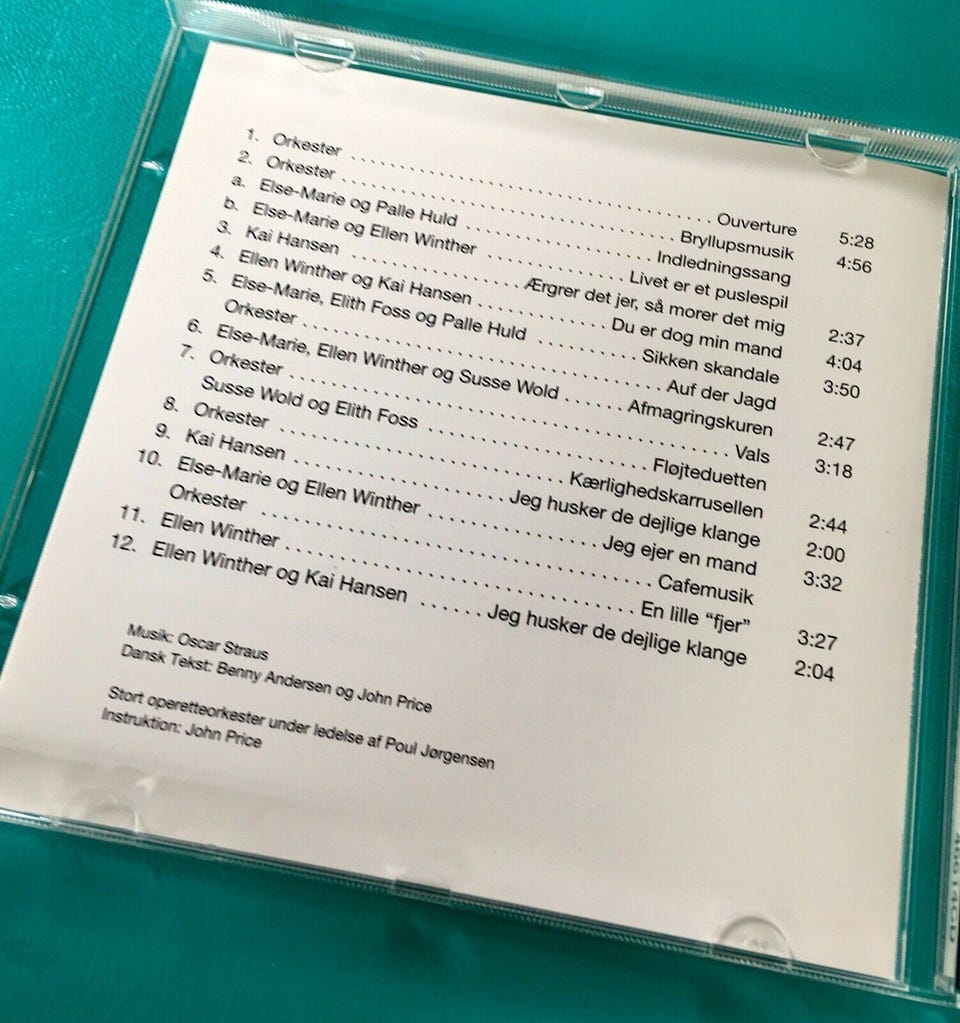 1. Orkester ........ Ouverture 5:28
2. Orkester ........ Bryllupsmusik 4:56
a. Else-Marie og Palle Huld ........ Indledningssang
b. Else-Marie og Ellen Winther ........ Livet er et puslespil
3. Kai Hansen ........ Ærgrer det jer, så morer det mig 2:37
4. Ellen Winther og Kai Hansen ........ Du er dog min mand 4:04
5. Else-Marie, Elith Foss og Palle Huld ........ Sikken skandale 3:50
Orkester ........ Auf der Jagd
6. Else-Marie, Ellen Winther og Susse Wold ...... Afmagringskuren 2:47
7. Orkester ........ Vals 3:18
Susse Wold og Elith Foss ........ Fløjteduetten
8. Orkester ........ Kærlighedskarrusellen 2:44
9. Kai Hansen ........ Jeg husker de dejlige klange 2:00
10. Else-Marie og Ellen Winther ........ Jeg ejer en mand 3:32
Orkester ........ Cafemusik
11. Ellen Winther ........ En lille “fjer” 3:27
12. Ellen Winther og Kai Hansen ...... Jeg husker de dejlige klange 2:04
Musik: Oscar Straus
Dansk Tekst: Benny Andersen og John Price
Stort operetteorkester under ledelse af Poul Jørgensen
Instruktion: John Price